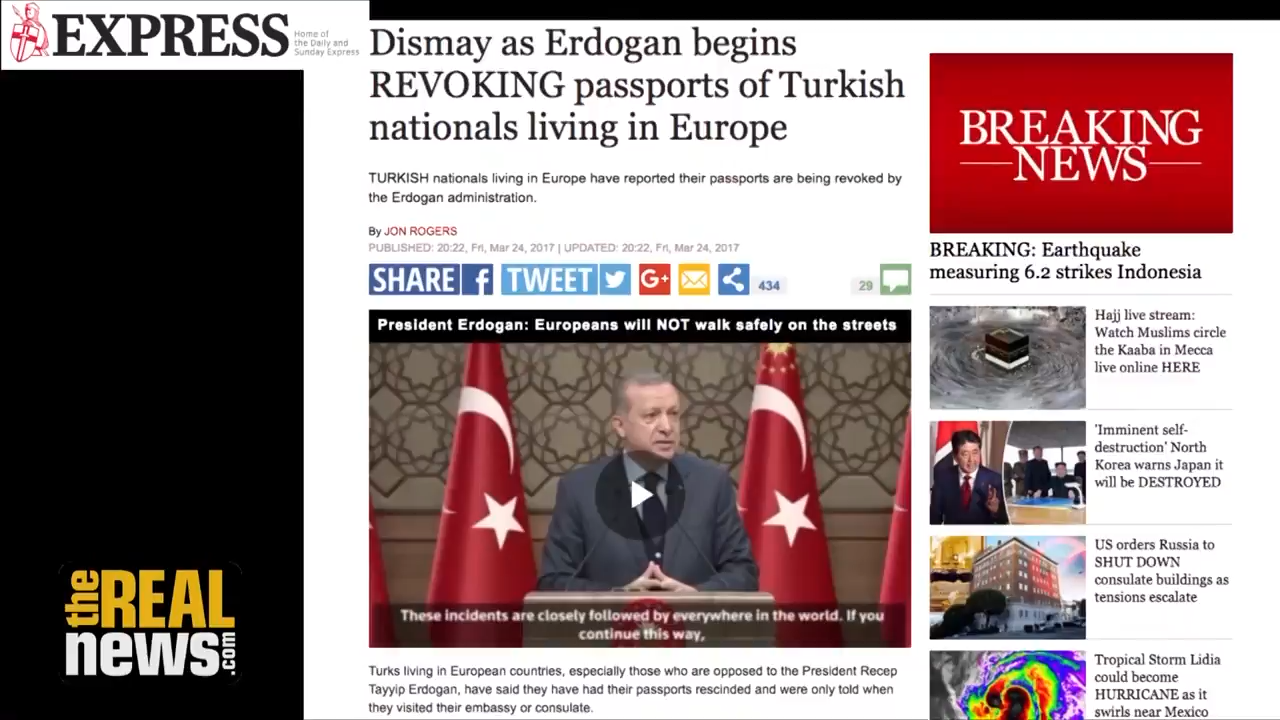 EXPRESS
Home of
the Daily and
Sunday Express
Dismay as Erdogan begins
REVOKING passports of Turkish
nationals living in Europe
TURKISH nationals living in Europe have reported their passports are being revoked by
the Erdogan administration.
By JON ROGERS
PUBLISHED: 20:22, Fri, Mar 24, 2017 | UPDATED: 20:22, Fri, Mar 24, 2017
SHARE f TWEET G+ 434 29
President Erdogan: Europeans will NOT walk safely on the streets
These incidents are closely followed by everywhere in the world. If you
continue this way,
Turks living in European countries, especially those who are opposed to the President Recep
Tayyip Erdogan, have said they have had their passports rescinded and were only told when
they visited their embassy or consulate.
BREAKING
NEWS
BREAKING: Earthquake
measuring 6.2 strikes Indonesia
Hajj live stream:
Watch Muslims circle
the Kaaba in Mecca
live online HERE
'Imminent self-
destruction' North
Korea warns Japan it
will be DESTROYED
US orders Russia to
SHUT DOWN
consulate buildings as
tensions escalate
Tropical Storm Lidia
could become
HURRICANE as it
swirls near Mexico
the REAL
news.com